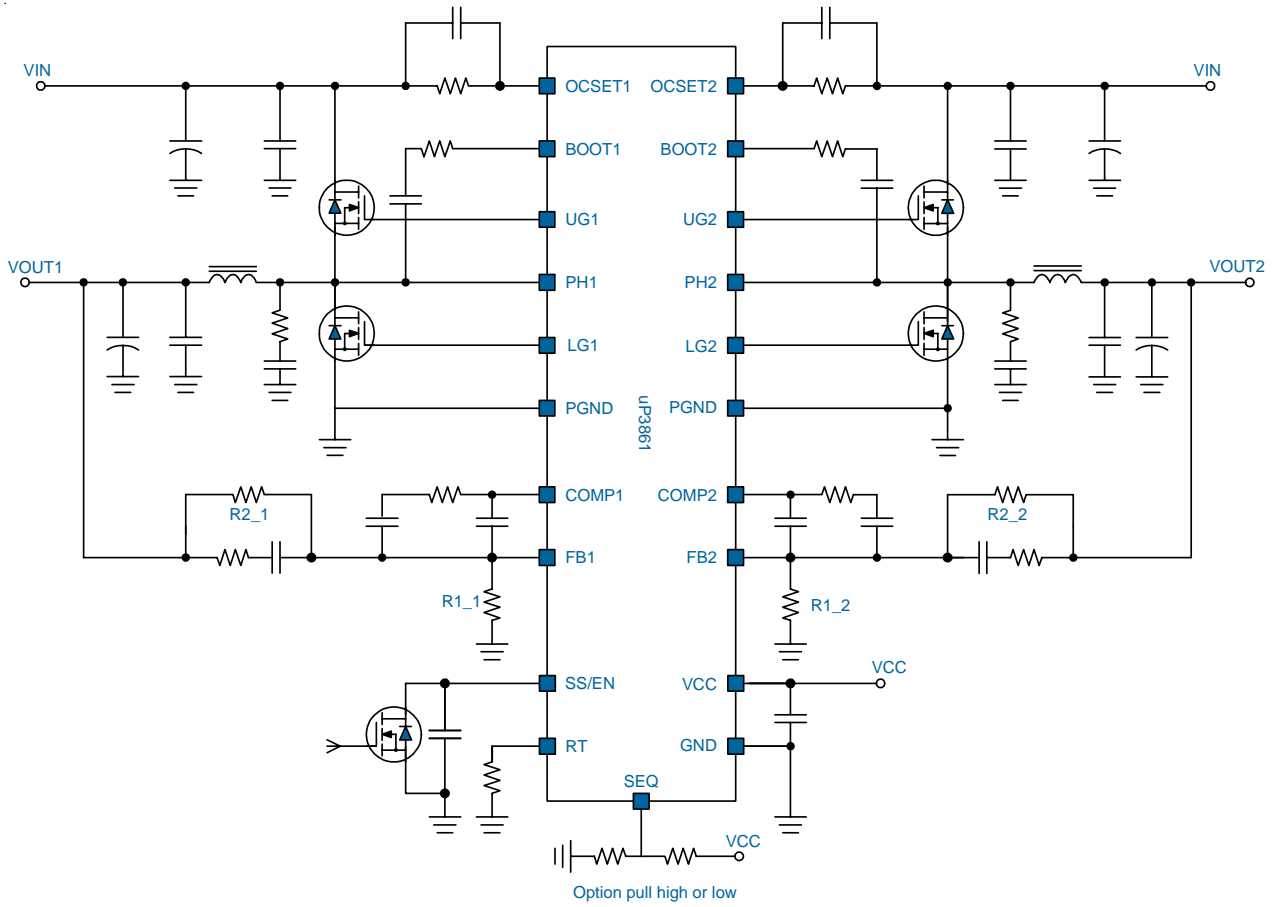 VIN
VIN
OCSET1
OCSET2
BOOT1
BOOT2
UG1
UG2
VOUT1
PH1
PH2
VOUT2
LG1
LG2
PGND
PGND
uP3861
COMP1
COMP2
R2_1
R2_2
FB1
FB2
R1_1
R1_2
SS/EN
VCC
VCC
RT
GND
SEQ
VCC
Option pull high or low